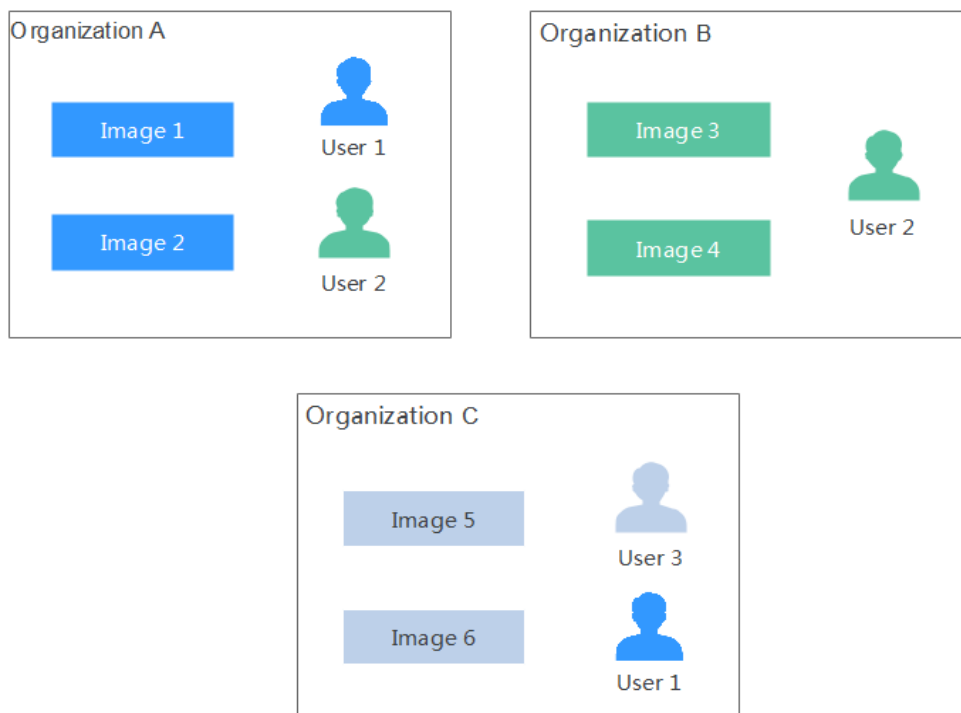 Organization A
Image 1
User 1
Image 2
User 2
Organization B
Image 3
User 2
Image 4
Organization C
Image 5
User 3
Image 6
User 1